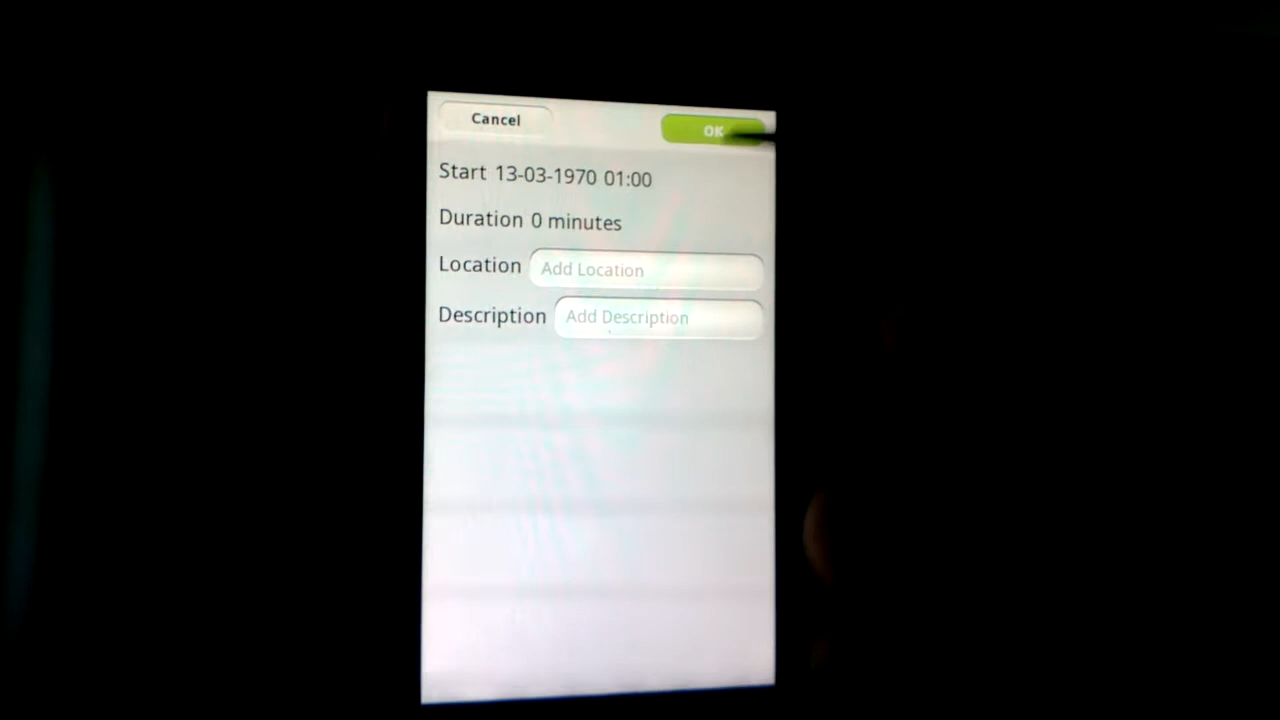 Cancel OK
Start 13-03-1970 01:00
Duration 0 minutes
Location Add Location
Description Add Description